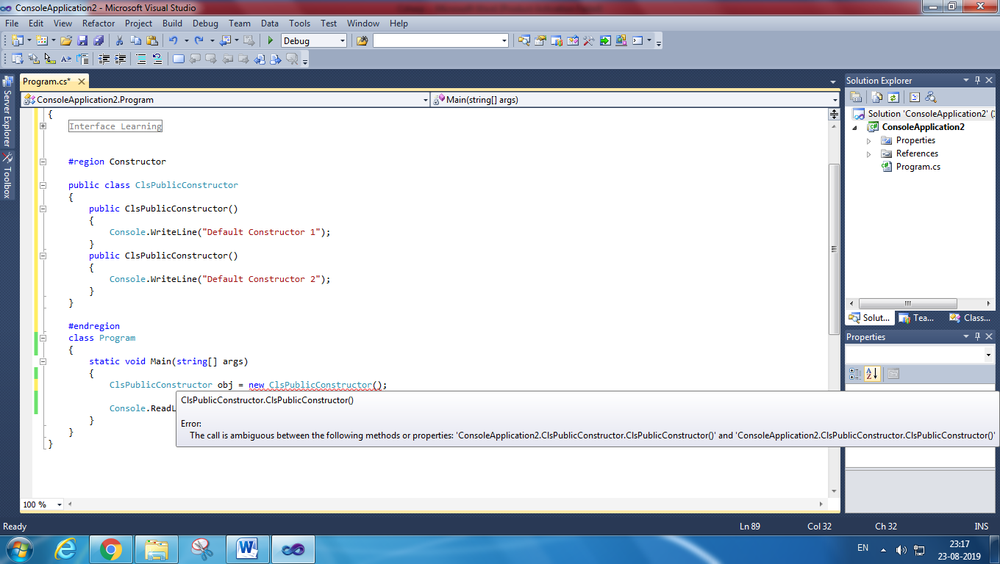 ConsoleApplication2 - Microsoft Visual Studio
File Edit View Refactor Project Build Debug Team Data Tools Test Window Help
Debug
Program.cs*
ConsoleApplication2.Program
Main(string[] args)
Server Explorer
Toolbox
{
Interface Learning
#region Constructor
public class ClsPublicConstructor
{
public ClsPublicConstructor()
{
Console.WriteLine("Default Constructor 1");
}
public ClsPublicConstructor()
{
Console.WriteLine("Default Constructor 2");
}
}
#endregion
class Program
{
static void Main(string[] args)
{
ClsPublicConstructor obj = new ClsPublicConstructor();
Console.ReadL
}
}
}
ClsPublicConstructor.ClsPublicConstructor()
Error:
The call is ambiguous between the following methods or properties: 'ConsoleApplication2.ClsPublicConstructor.ClsPublicConstructor()' and 'ConsoleApplication2.ClsPublicConstructor.ClsPublicConstructor()'
100 %
Solution Explorer
Solution 'ConsoleApplication2' (
ConsoleApplication2
Properties
References
Program.cs
Solut... Tea... Class...
Properties
Ready
Ln 89
Col 32
Ch 32
INS
EN
23:17
23-08-2019